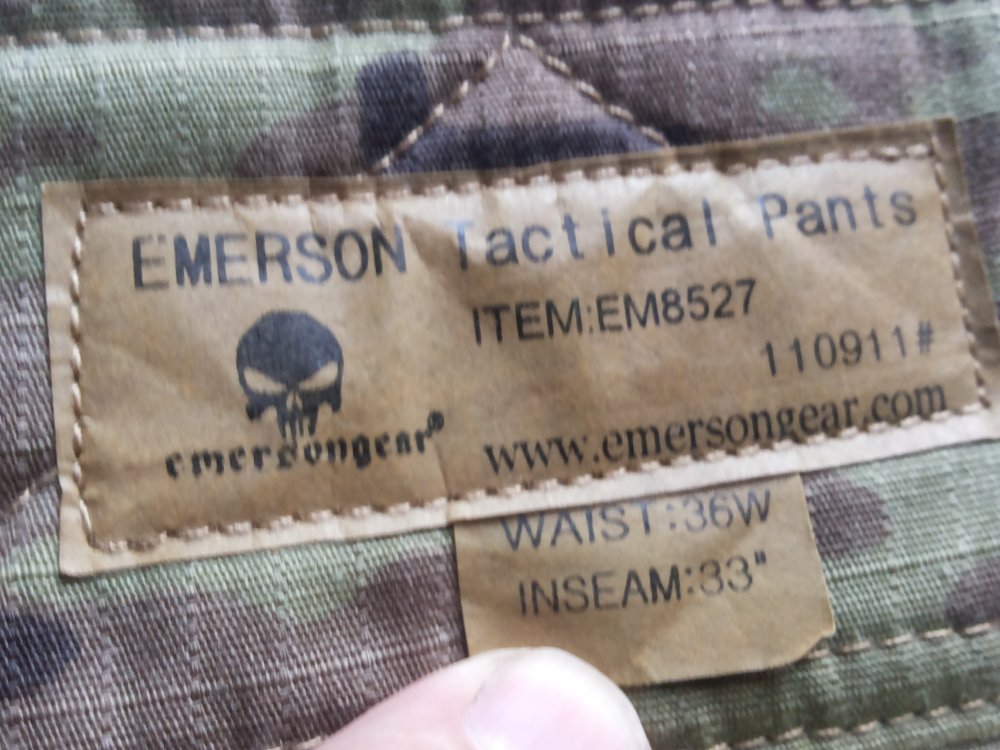 EMERSON Tactical Pants
ITEM:EM8527
110911#
emersongear®
www.emersongear.com
WAIST:36W
INSEAM:33"